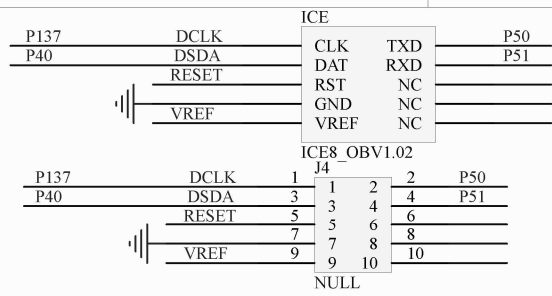 ICE
P137 DCLK CLK TXD P50
P40 DSDA DAT RXD P51
RESET RST NC
GND NC
VREF VREF NC
ICE8_OBV1.02
J4
P137 DCLK 1 1 2 2 P50
P40 DSDA 3 3 4 4 P51
RESET 5 5 6 6
7 7 8 8
VREF 9 9 10 10
NULL